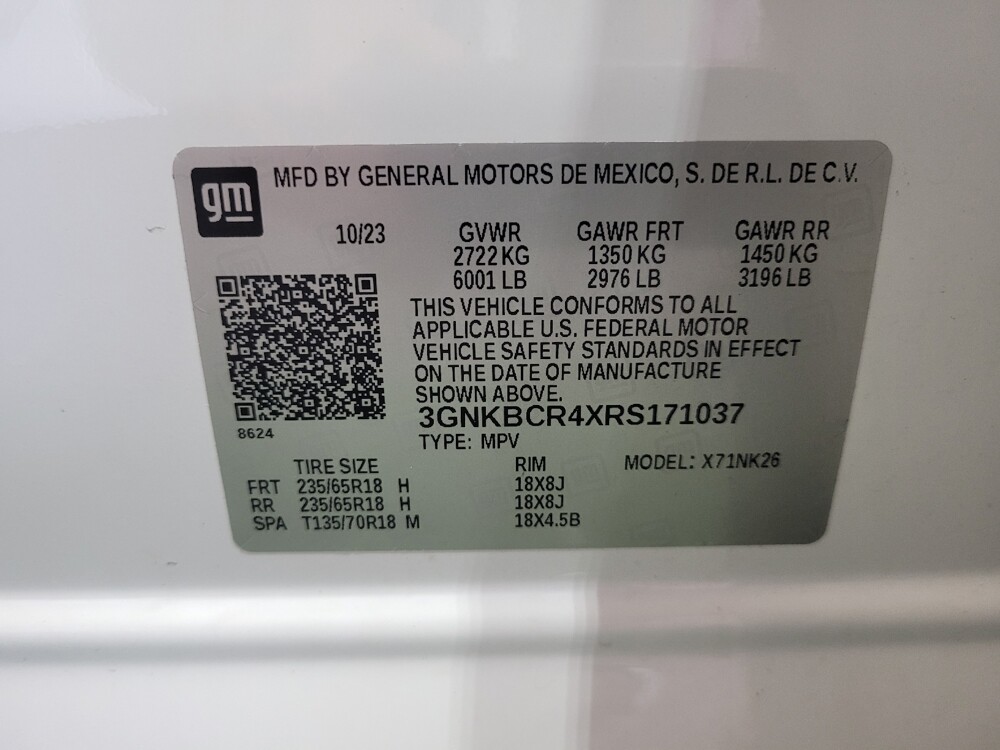 gm
MFD BY GENERAL MOTORS DE MEXICO, S. DE R.L. DE C.V.
10/23 GVWR GAWR FRT GAWR RR
2722 KG 1350 KG 1450 KG
6001 LB 2976 LB 3196 LB
THIS VEHICLE CONFORMS TO ALL
APPLICABLE U.S. FEDERAL MOTOR
VEHICLE SAFETY STANDARDS IN EFFECT
ON THE DATE OF MANUFACTURE
SHOWN ABOVE.
3GNKBCR4XRS171037
8624
TYPE: MPV
TIRE SIZE RIM MODEL: X71NK26
FRT 235/65R18 H 18X8J
RR 235/65R18 H 18X8J
SPA T135/70R18 M 18X4.5B